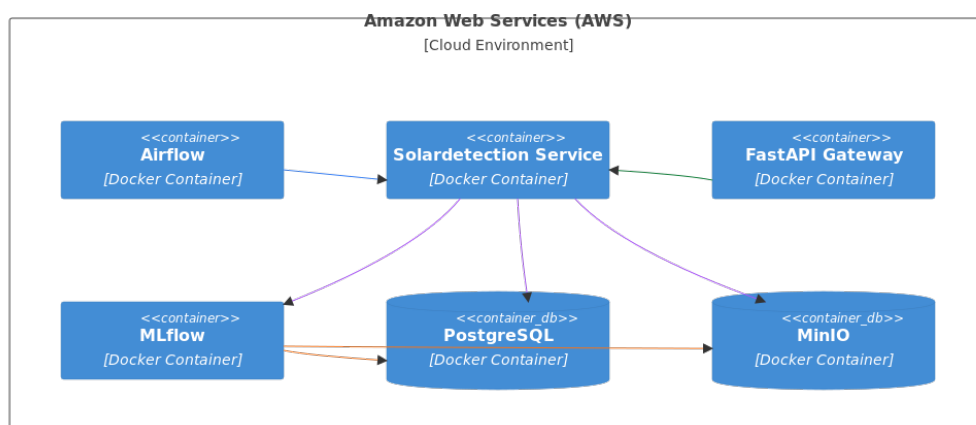 Amazon Web Services (AWS)
[Cloud Environment]
<<container>>
Airflow
[Docker Container]
<<container>>
Solardetection Service
[Docker Container]
<<container>>
FastAPI Gateway
[Docker Container]
<<container>>
MLflow
[Docker Container]
<<container_db>>
PostgreSQL
[Docker Container]
<<container_db>>
MinIO
[Docker Container]